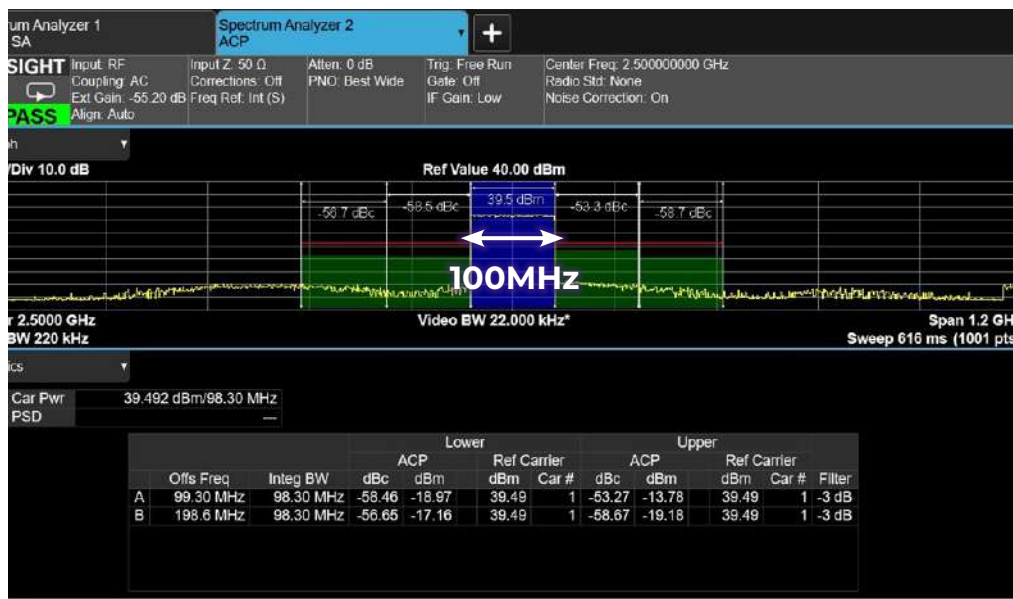 um Analyzer 1
SA
Spectrum Analyzer 2
ACP
+
SIGHT
PASS
Input: RF
Coupling: AC
Ext Gain: -55.20 dB
Align: Auto
Input Z: 50 Ω
Corrections: Off
Freq Ref: Int (S)
Atten: 0 dB
PNO: Best Wide
Trig: Free Run
Gate: Off
IF Gain: Low
Center Freq: 2.500000000 GHz
Radio Std: None
Noise Correction: On
/Div 10.0 dB
Ref Value 40.00 dBm
-56.7 dBc
-58.5 dBc
39.5 dBm
-53.3 dBc
-58.7 dBc
100MHz
r 2.5000 GHz
Video BW 22.000 kHz*
Span 1.2 GH
BW 220 kHz
Sweep 616 ms (1001 pts
ics
Car Pwr 39.492 dBm/98.30 MHz
PSD —
Lower Upper
ACP Ref Carrier ACP Ref Carrier
Offs Freq Integ BW dBc dBm dBm Car # dBc dBm dBm Car # Filter
A 99.30 MHz 98.30 MHz -58.46 -18.97 39.49 1 -53.27 -13.78 39.49 1 -3 dB
B 198.6 MHz 98.30 MHz -56.65 -17.16 39.49 1 -58.67 -19.18 39.49 1 -3 dB